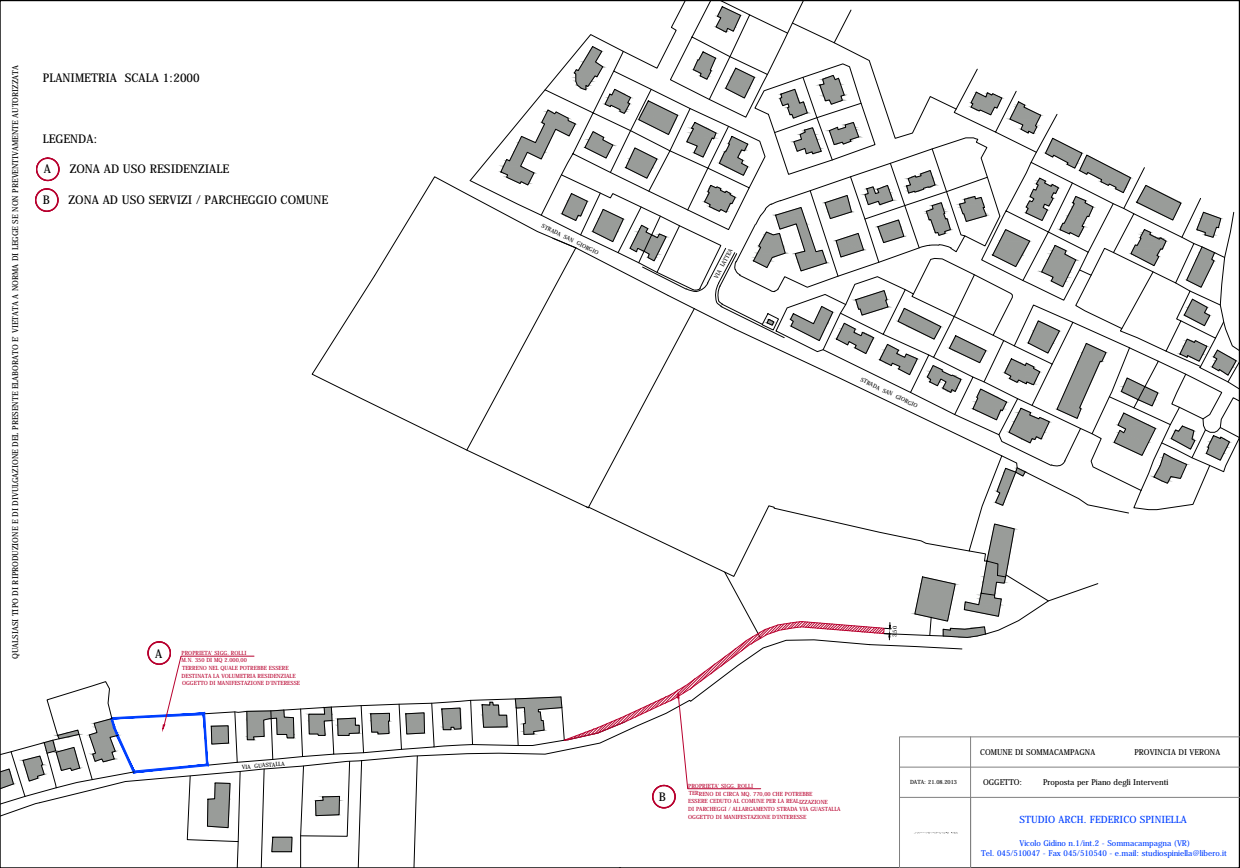 QUALSIASI TIPO DI RIPRODUZIONE E DI DIVULGAZIONE DEL PRESENTE ELABORATO E' VIETATA A NORMA DI LEGGE SE NON PREVENTIVAMENTE AUTORIZZATA
PLANIMETRIA SCALA 1:2000
LEGENDA:
A ZONA AD USO RESIDENZIALE
B ZONA AD USO SERVIZI / PARCHEGGIO COMUNE
STRADA SAN GIORGIO
VIA LATTEA
STRADA SAN GIORGIO
A
PROPRIETA' SIGG. ROLLI
M.N. 350 DI MQ 2.000,00
TERRENO NEL QUALE POTREBBE ESSERE
DESTINATA LA VOLUMETRIA RESIDENZIALE
OGGETTO DI MANIFESTAZIONE D'INTERESSE
VIA GUASTALLA
B
PROPRIETA' SIGG. ROLLI
TERRENO DI CIRCA MQ. 770,00 CHE POTREBBE
ESSERE CEDUTO AL COMUNE PER LA REALIZZAZIONE
DI PARCHEGGI / ALLARGAMENTO STRADA VIA GUASTALLA
OGGETTO DI MANIFESTAZIONE D'INTERESSE
COMUNE DI SOMMACAMPAGNA PROVINCIA DI VERONA
DATA: 21.08.2013 OGGETTO: Proposta per Piano degli Interventi
STUDIO ARCH. FEDERICO SPINIELLA
Vicolo Gidino n.1/int.2 - Sommacampagna (VR)
Tel. 045/510047 - Fax 045/510540 - e.mail: studiospiniella@libero.it